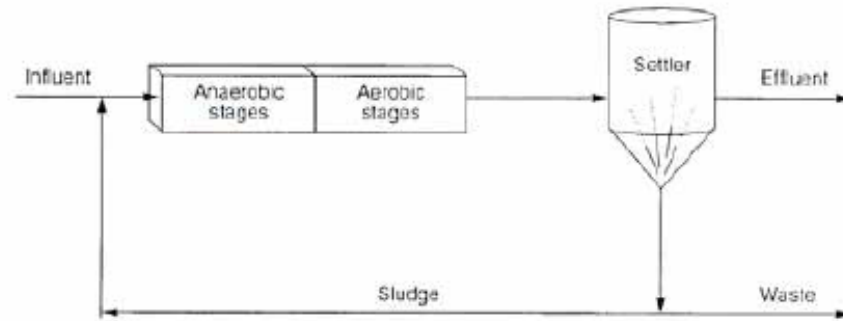 Influent
Anaerobic
stages
Aerobic
stages
Settler
Effluent
Sludge
Waste